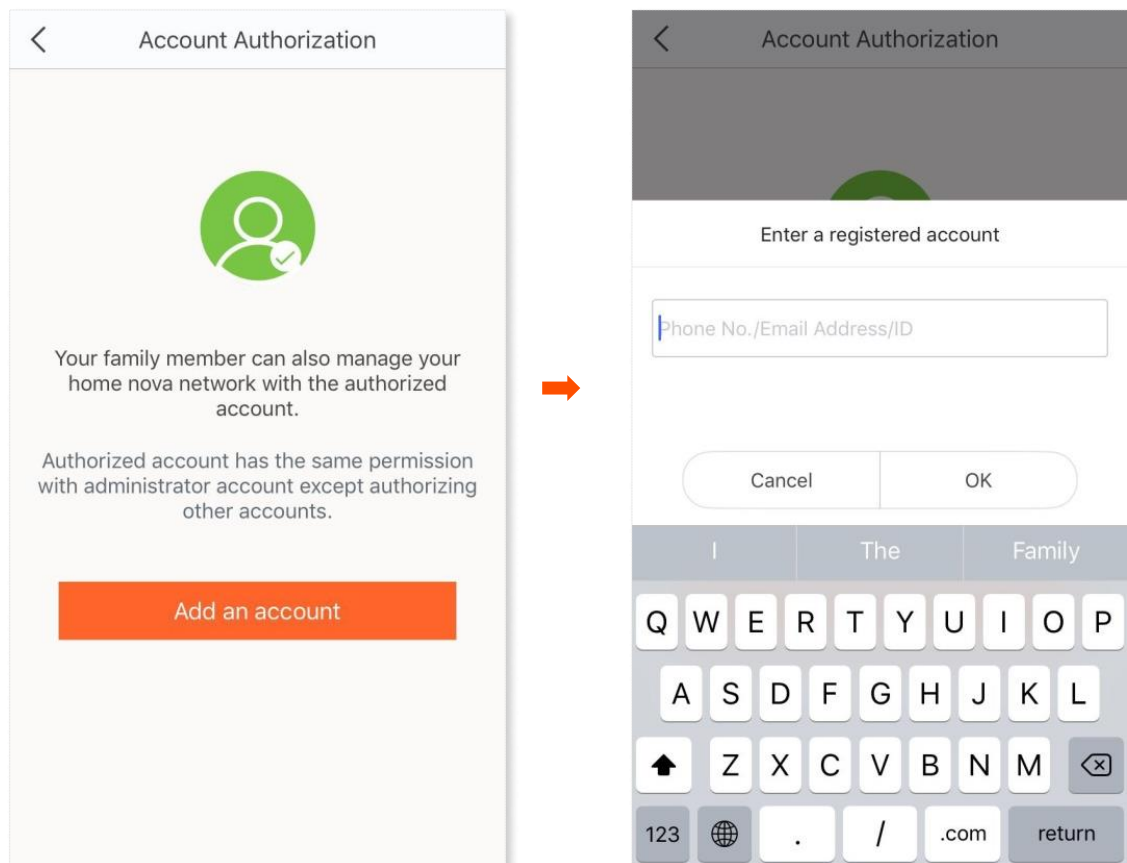 Account Authorization
Your family member can also manage your
home nova network with the authorized
account.
Authorized account has the same permission
with administrator account except authorizing
other accounts.
Add an account
Account Authorization
Enter a registered account
Phone No./Email Address/ID
Cancel OK
I The Family
Q W E R T Y U I O P
A S D F G H J K L
Z X C V B N M
123 . / .com return